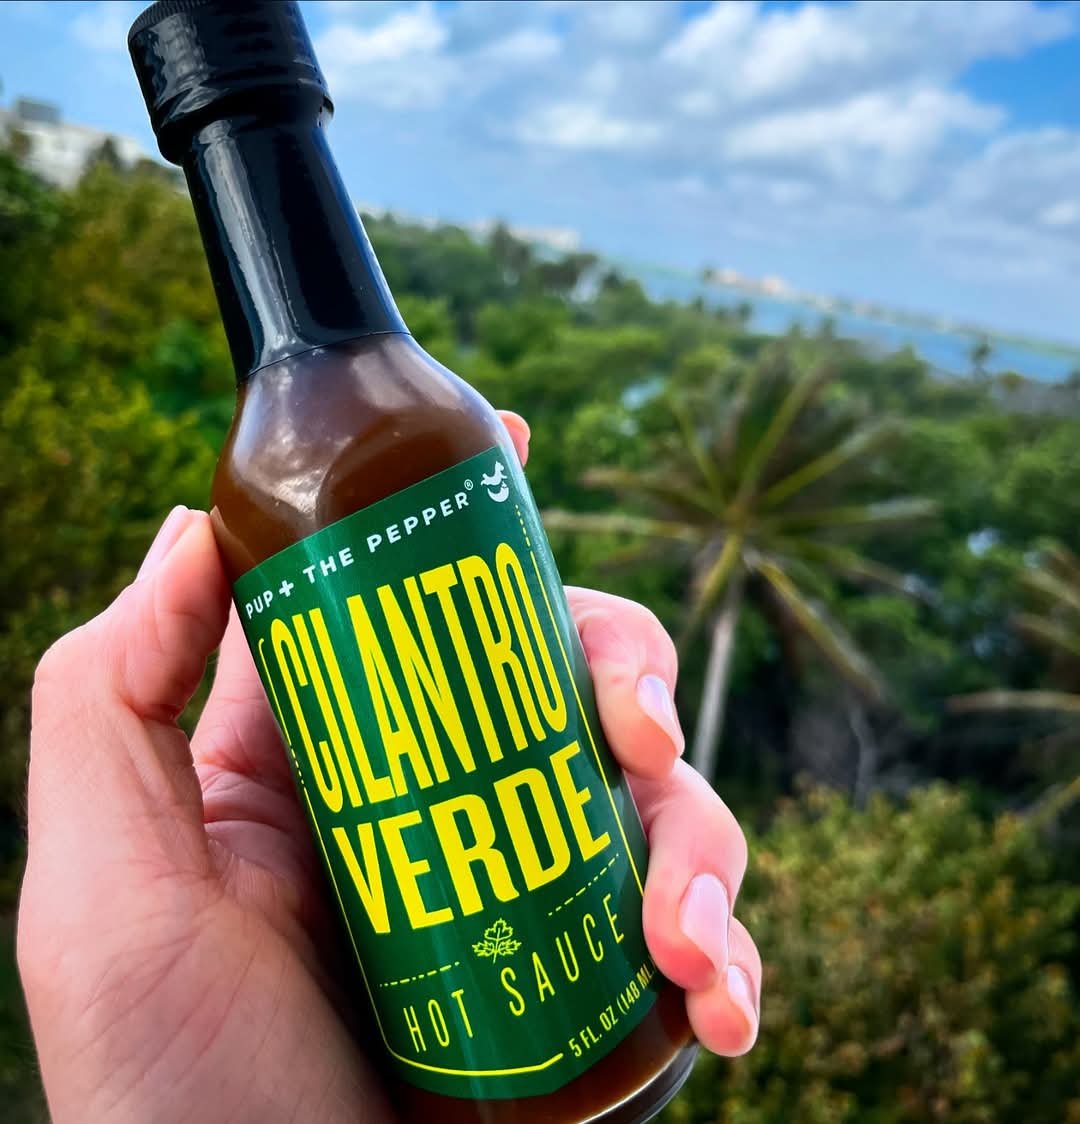 PUP + THE PEPPER®
CILANTRO
VERDE
HOT SAUCE
5 FL. OZ (148 ML)